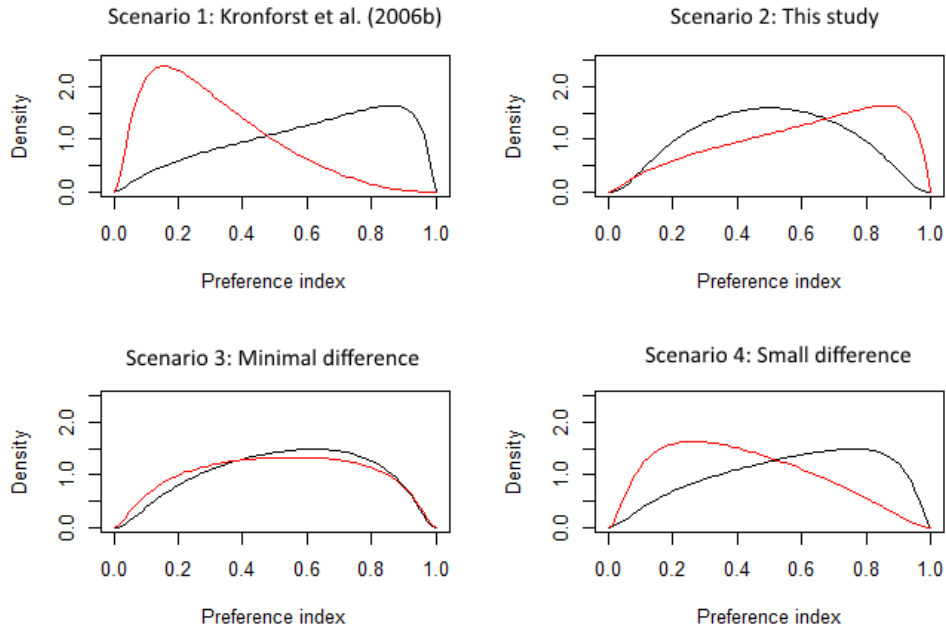 Scenario 1: Kronforst et al. (2006b)
Density
0.0 1.0 2.0
0.0 0.2 0.4 0.6 0.8 1.0
Preference index
Scenario 2: This study
Density
0.0 1.0 2.0
0.0 0.2 0.4 0.6 0.8 1.0
Preference index
Scenario 3: Minimal difference
Density
0.0 1.0 2.0
0.0 0.2 0.4 0.6 0.8 1.0
Preference index
Scenario 4: Small difference
Density
0.0 1.0 2.0
0.0 0.2 0.4 0.6 0.8 1.0
Preference index